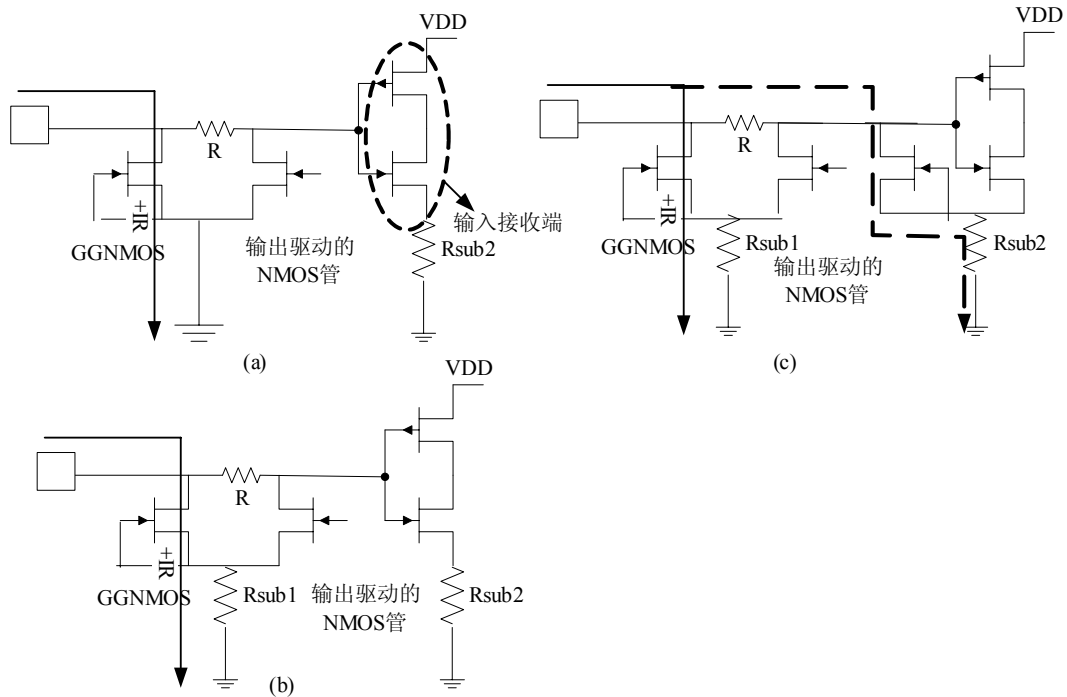 VDD
R
+IR
GGNMOS
输出驱动的
NMOS管
输入接收端
Rsub2
(a)
VDD
R
+IR
GGNMOS
Rsub1
输出驱动的
NMOS管
Rsub2
(c)
VDD
R
+IR
GGNMOS
Rsub1
输出驱动的
NMOS管
Rsub2
(b)